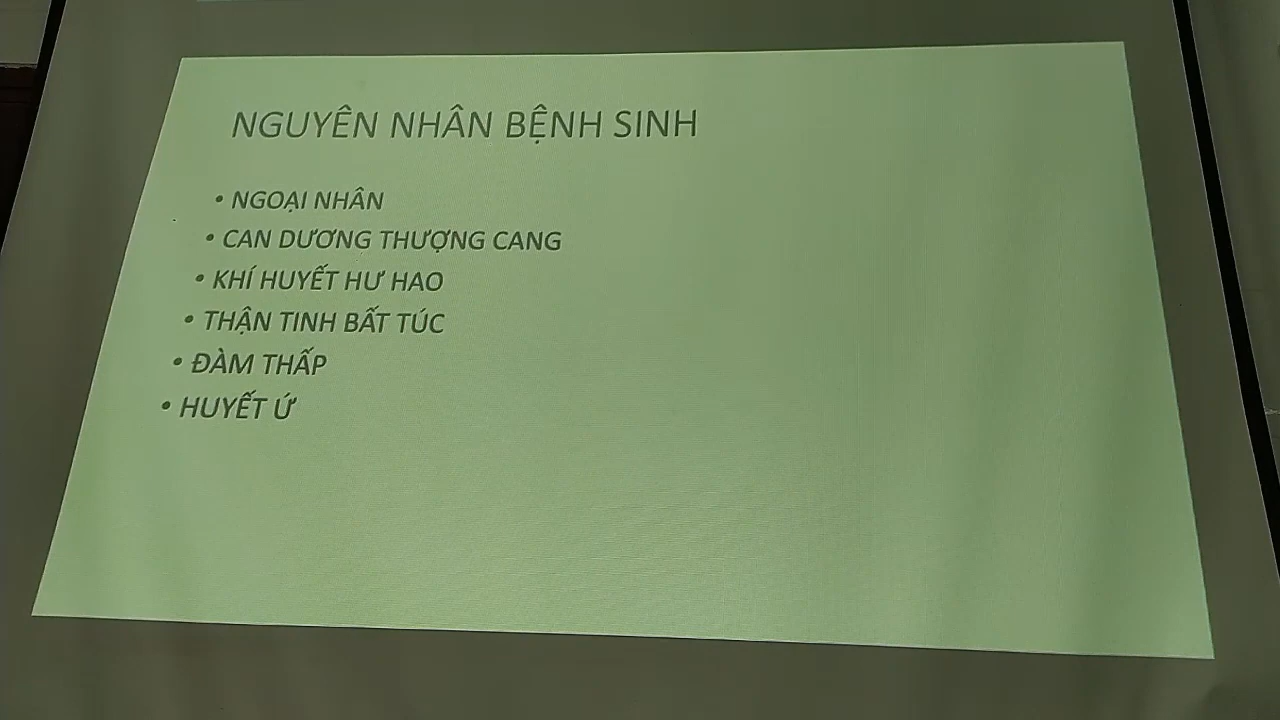 NGUYÊN NHÂN BỆNH SINH
• NGOẠI NHÂN
• CAN DƯƠNG THƯỢNG CANG
• KHÍ HUYẾT HƯ HAO
• THẬN TINH BẤT TÚC
• ĐÀM THẤP
• HUYẾT Ứ